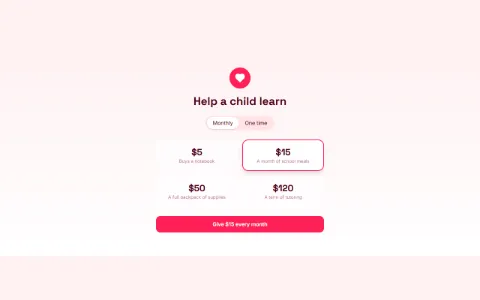 Help a child learn
Monthly
One time
$5
Buys a notebook
$15
A month of school meals
$50
A full backpack of supplies
$120
A term of tutoring
Give $15 every month